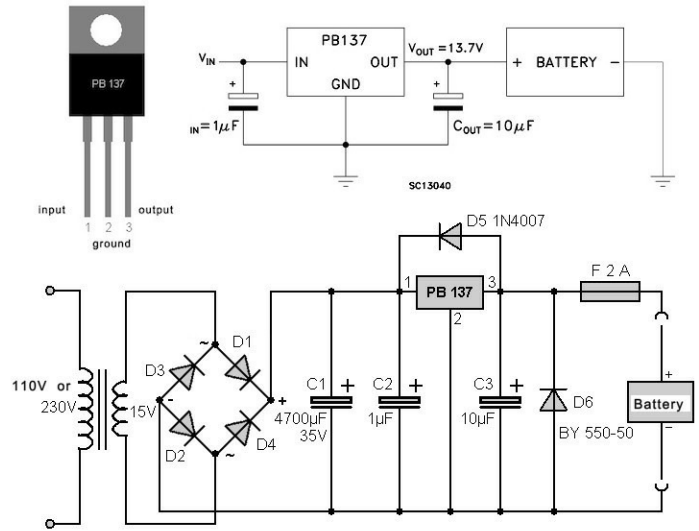 PB 137
input
output
1 2 3
ground
VIN
IN
PB137
OUT
GND
VOUT =13.7V
+ BATTERY −
+
IN=1μF
+
COUT=10μF
SC13040
D5 1N4007
1 PB 137 3
2
F 2 A
110V or
230V
15V
~
D3
D1
-
+
D2
D4
~
C1 +
4700μF
35V
C2 +
1μF
C3 +
10μF
D6
BY 550-50
+
Battery
−